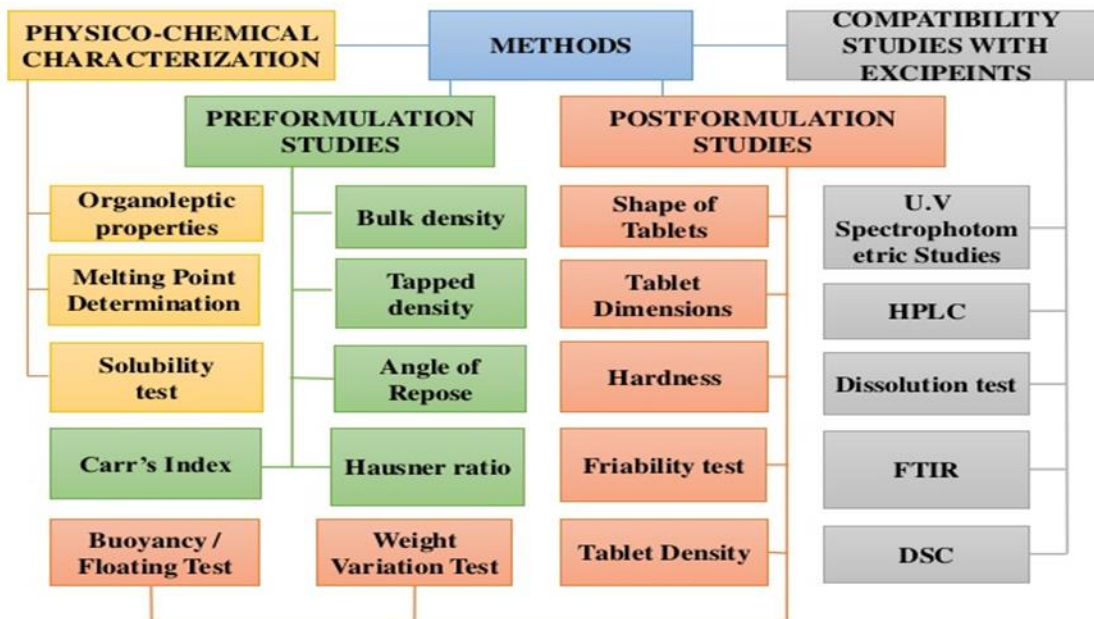 PHYSICO-CHEMICAL
CHARACTERIZATION
METHODS
COMPATIBILITY
STUDIES WITH
EXCIPEINTS
PREFORMULATION
STUDIES
POSTFORMULATION
STUDIES
Organoleptic
properties
Bulk density
Shape of
Tablets
U.V
Spectrophotom
etric Studies
Melting Point
Determination
Tapped
density
Tablet
Dimensions
HPLC
Solubility
test
Angle of
Repose
Hardness
Dissolution test
Carr's Index
Hausner ratio
Friability test
FTIR
Buoyancy /
Floating Test
Weight
Variation Test
Tablet Density
DSC